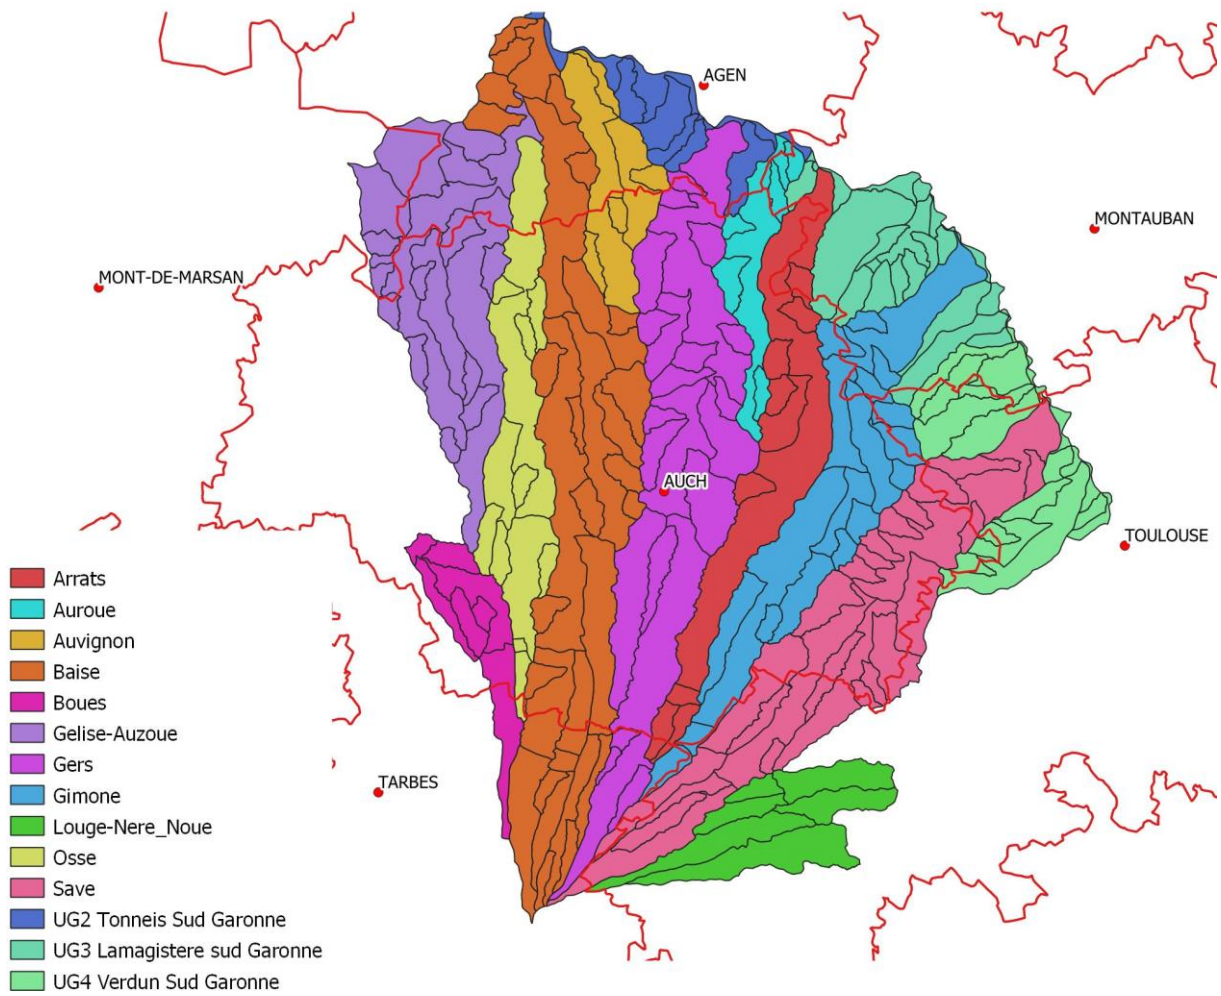 AGEN
MONTAUBAN
MONT-DE-MARSAN
AUCH
TOULOUSE
TARBES
Arrats
Auroue
Auvignon
Baise
Boues
Gelise-Auzoue
Gers
Gimone
Louge-Nere_Noue
Osse
Save
UG2 Tonneis Sud Garonne
UG3 Lamagistere sud Garonne
UG4 Verdun Sud Garonne